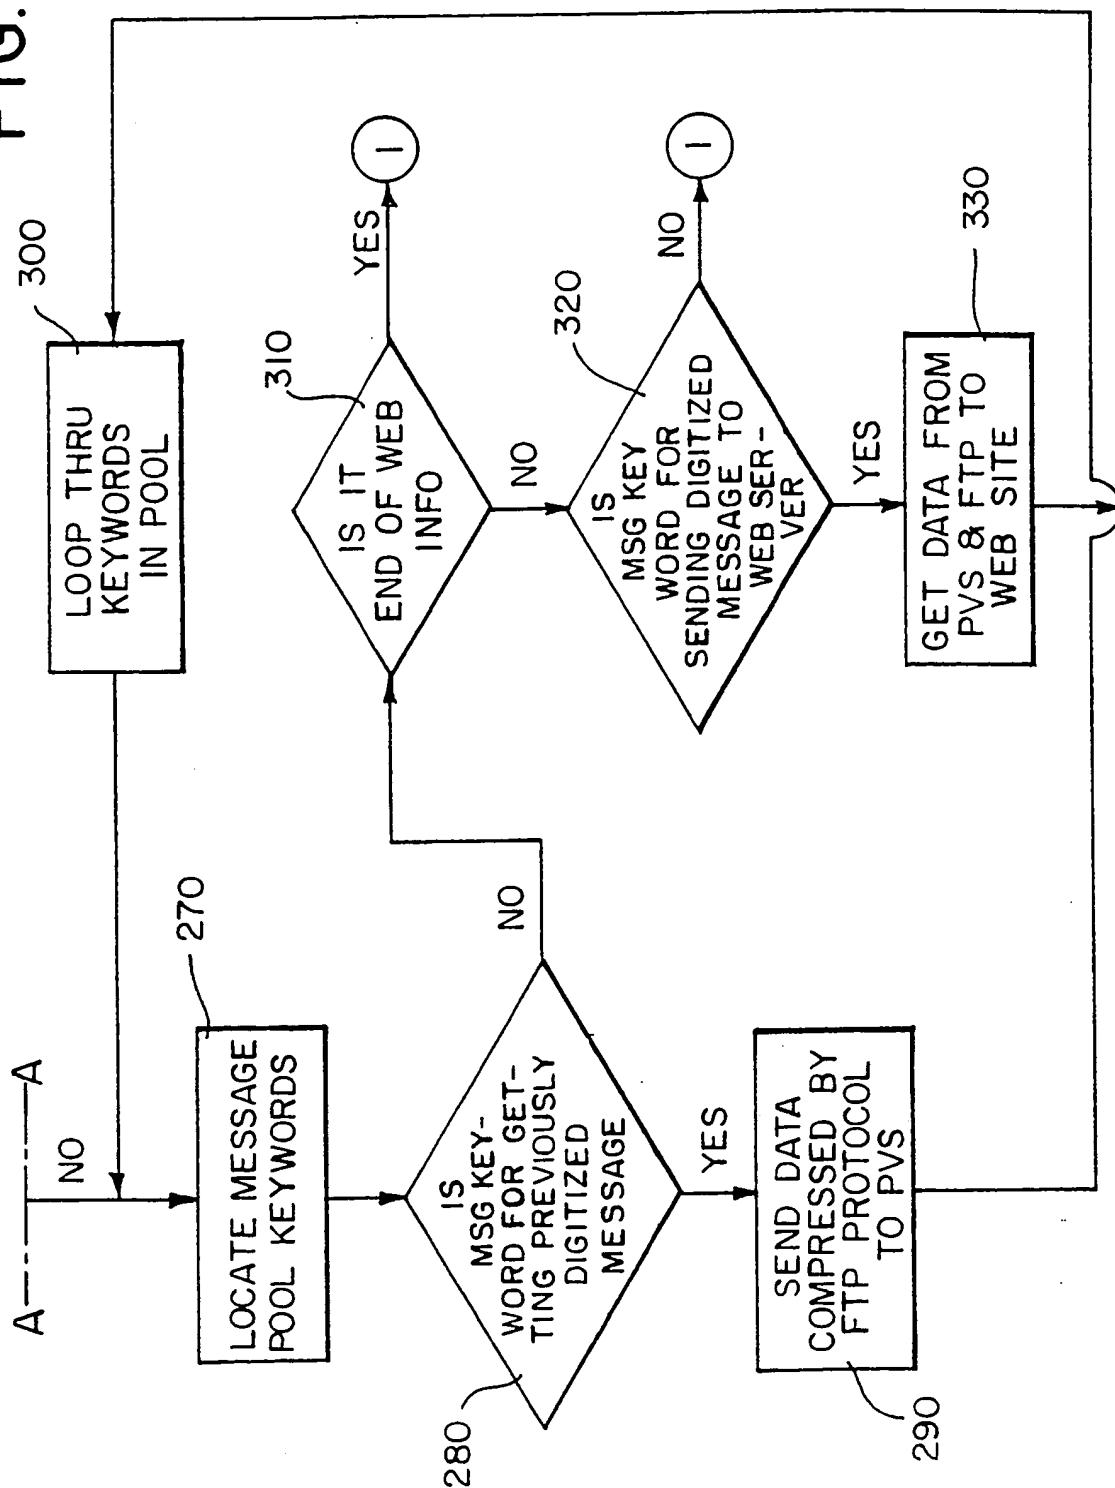 FIG.
A
A
NO
300
LOOP THRU
KEYWORDS
IN POOL
270
LOCATE MESSAGE
POOL KEYWORDS
280
IS
MSG KEY-
WORD FOR GET-
TING PREVIOUSLY
DIGITIZED
MESSAGE
NO
YES
290
SEND DATA
COMPRESSED BY
FTP PROTOCOL
TO PVS
310
IS IT
END OF WEB
INFO
YES
1
NO
320
IS
MSG KEY
WORD FOR
SENDING DIGITIZED
MESSAGE TO
WEB SER-
VER
NO
1
YES
330
GET DATA FROM
PVS & FTP TO
WEB SITE